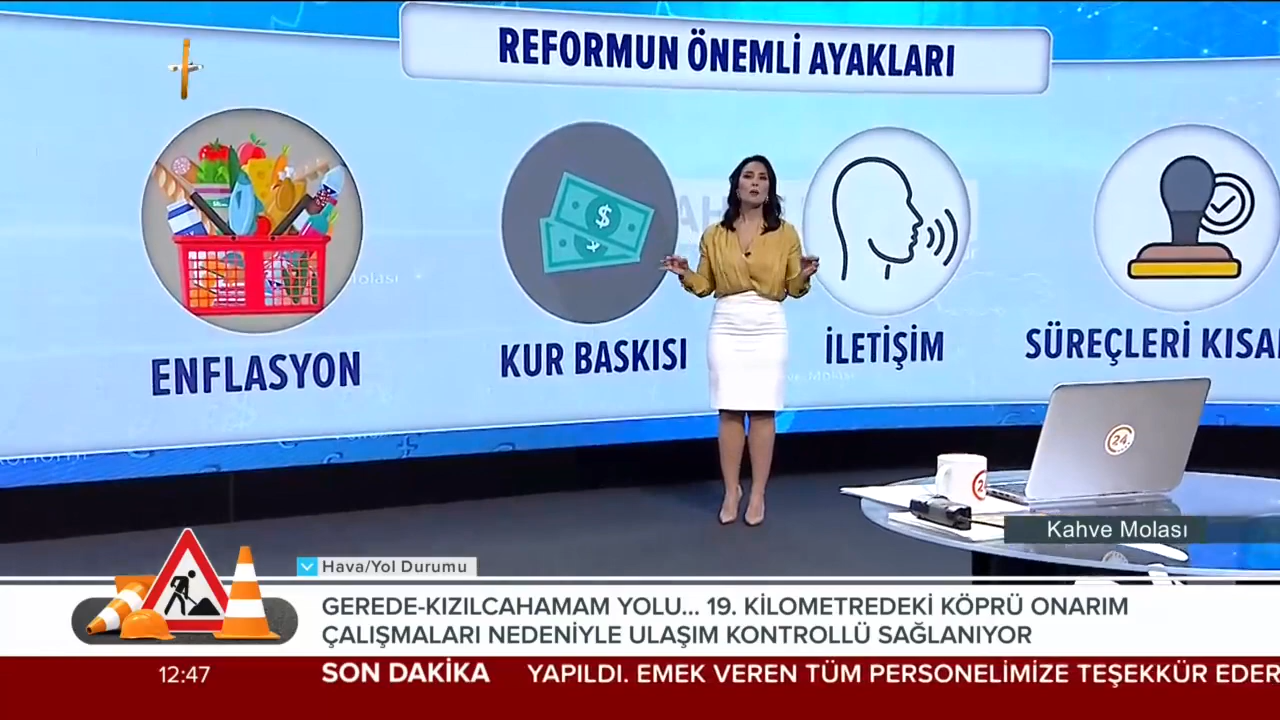 REFORMUN ÖNEMLİ AYAKLARI
ENFLASYON
KUR BASKISI
İLETİŞİM
SÜREÇLERİ KISA
24
24
Kahve Molası
Hava/Yol Durumu
GEREDE-KIZILCAHAMAM YOLU... 19. KİLOMETREDEKİ KÖPRÜ ONARIM
ÇALIŞMALARI NEDENİYLE ULAŞIM KONTROLLÜ SAĞLANIYOR
12:47 SON DAKİKA YAPILDI. EMEK VEREN TÜM PERSONELİMİZE TEŞEKKÜR EDER